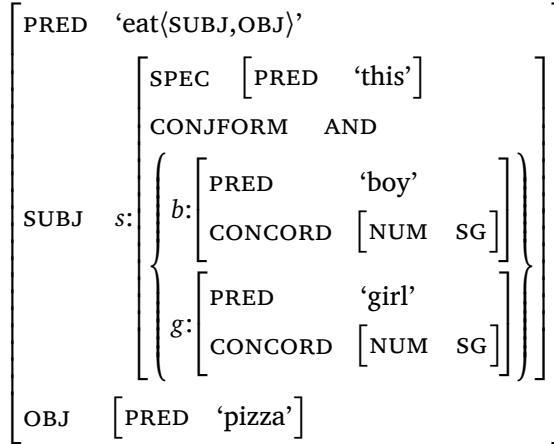 PRED ‘eat⟨SUBJ,OBJ⟩’
SPEC [PRED ‘this’]
CONJFORM AND
PRED ‘boy’
SUBJ s: b:
CONCORD [NUM SG]
PRED ‘girl’
g:
CONCORD [NUM SG]
OBJ [PRED ‘pizza’]